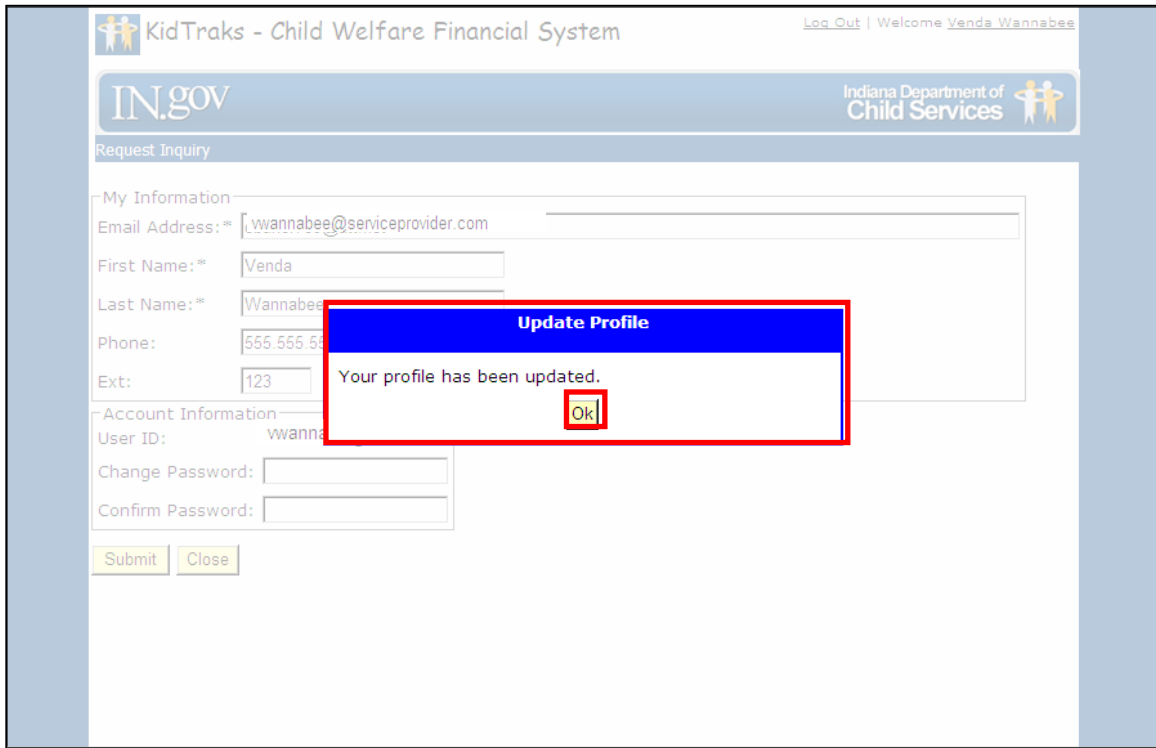 KidTraks - Child Welfare Financial System
Log Out | Welcome Venda Wannabee
IN.gov
Indiana Department of
Child Services
Request Inquiry
My Information
Email Address:* vwannabee@serviceprovider.com
First Name:* Venda
Last Name:* Wannabee
Update Profile
Phone: 555.555.55
Your profile has been updated.
Ext: 123
Ok
Account Information
User ID: vwanna
Change Password:
Confirm Password:
Submit Close